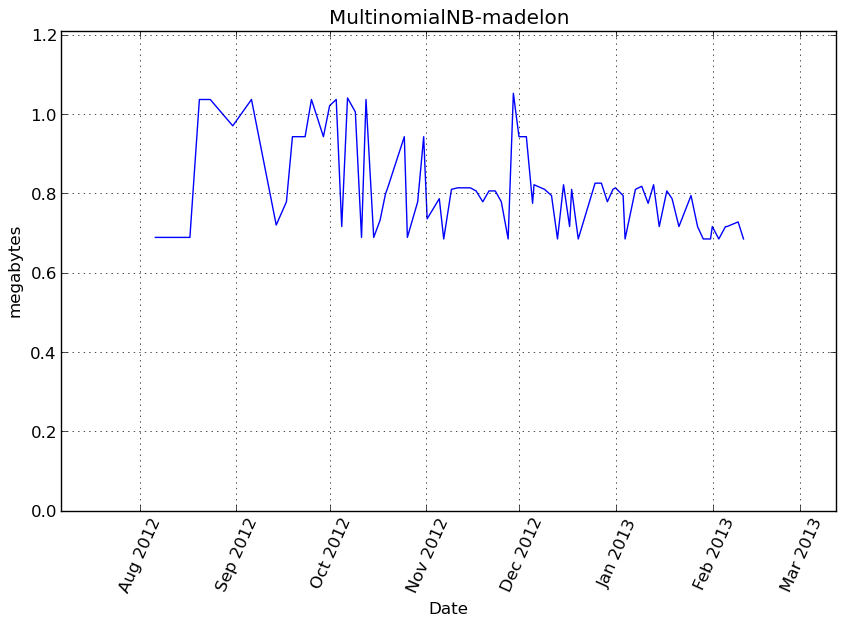 MultinomialNB-madelon
1.2
1.0
0.8
0.6
0.4
0.2
0.0
megabytes
Aug 2012
Sep 2012
Oct 2012
Nov 2012
Dec 2012
Jan 2013
Feb 2013
Mar 2013
Date